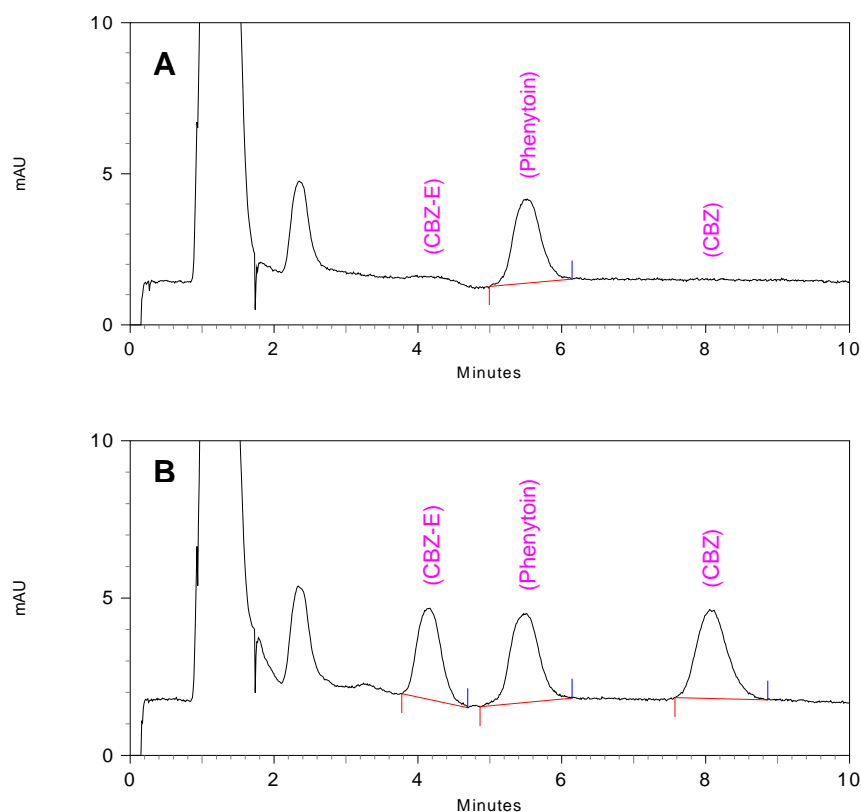 A
10
5
0
mAU
(CBZ-E)
(Phenytoin)
(CBZ)
0 2 4 6 8 10
Minutes
B
10
5
0
mAU
(CBZ-E)
(Phenytoin)
(CBZ)
0 2 4 6 8 10
Minutes